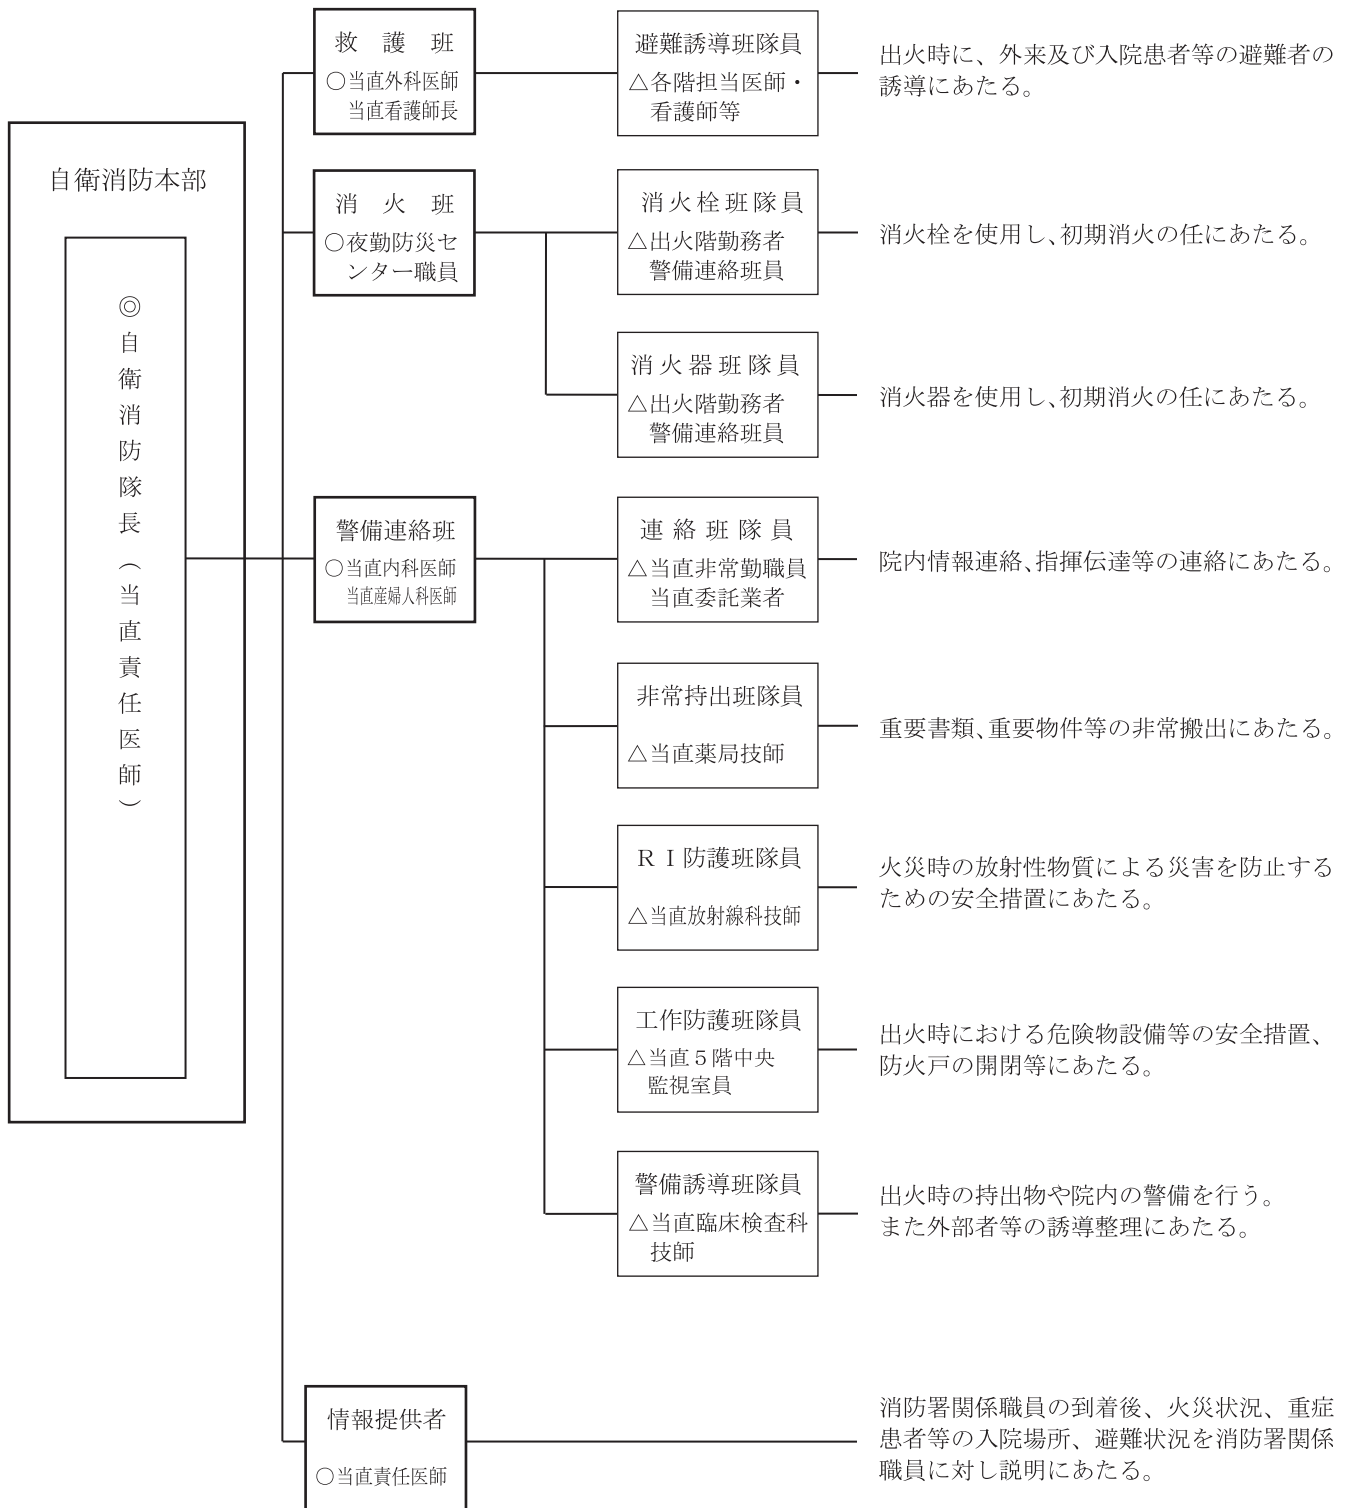 自衛消防本部
◎自衛消防隊長(当直責任医師)
救護班
○当直外科医師
当直看護師長
避難誘導班隊員
△各階担当医師・
看護師等
出火時に、外来及び入院患者等の避難者の
誘導にあたる。
消火班
○夜勤防災セ
ンター職員
消火栓班隊員
△出火階勤務者
警備連絡班員
消火栓を使用し、初期消火の任にあたる。
消火器班隊員
△出火階勤務者
警備連絡班員
消火器を使用し、初期消火の任にあたる。
警備連絡班
○当直内科医師
当直産婦人科医師
連絡班隊員
△当直非常勤職員
当直委託業者
院内情報連絡、指揮伝達等の連絡にあたる。
非常持出班隊員
△当直薬局技師
重要書類、重要物件等の非常搬出にあたる。
RI防護班隊員
△当直放射線科技師
火災時の放射性物質による災害を防止する
ための安全措置にあたる。
工作防護班隊員
△当直5階中央
監視室員
出火時における危険物設備等の安全措置、
防火戸の開閉等にあたる。
警備誘導班隊員
△当直臨床検査科
技師
出火時の持出物や院内の警備を行う。
また外部者等の誘導整理にあたる。
情報提供者
○当直責任医師
消防署関係職員の到着後、火災状況、重症
患者等の入院場所、避難状況を消防署関係
職員に対し説明にあたる。